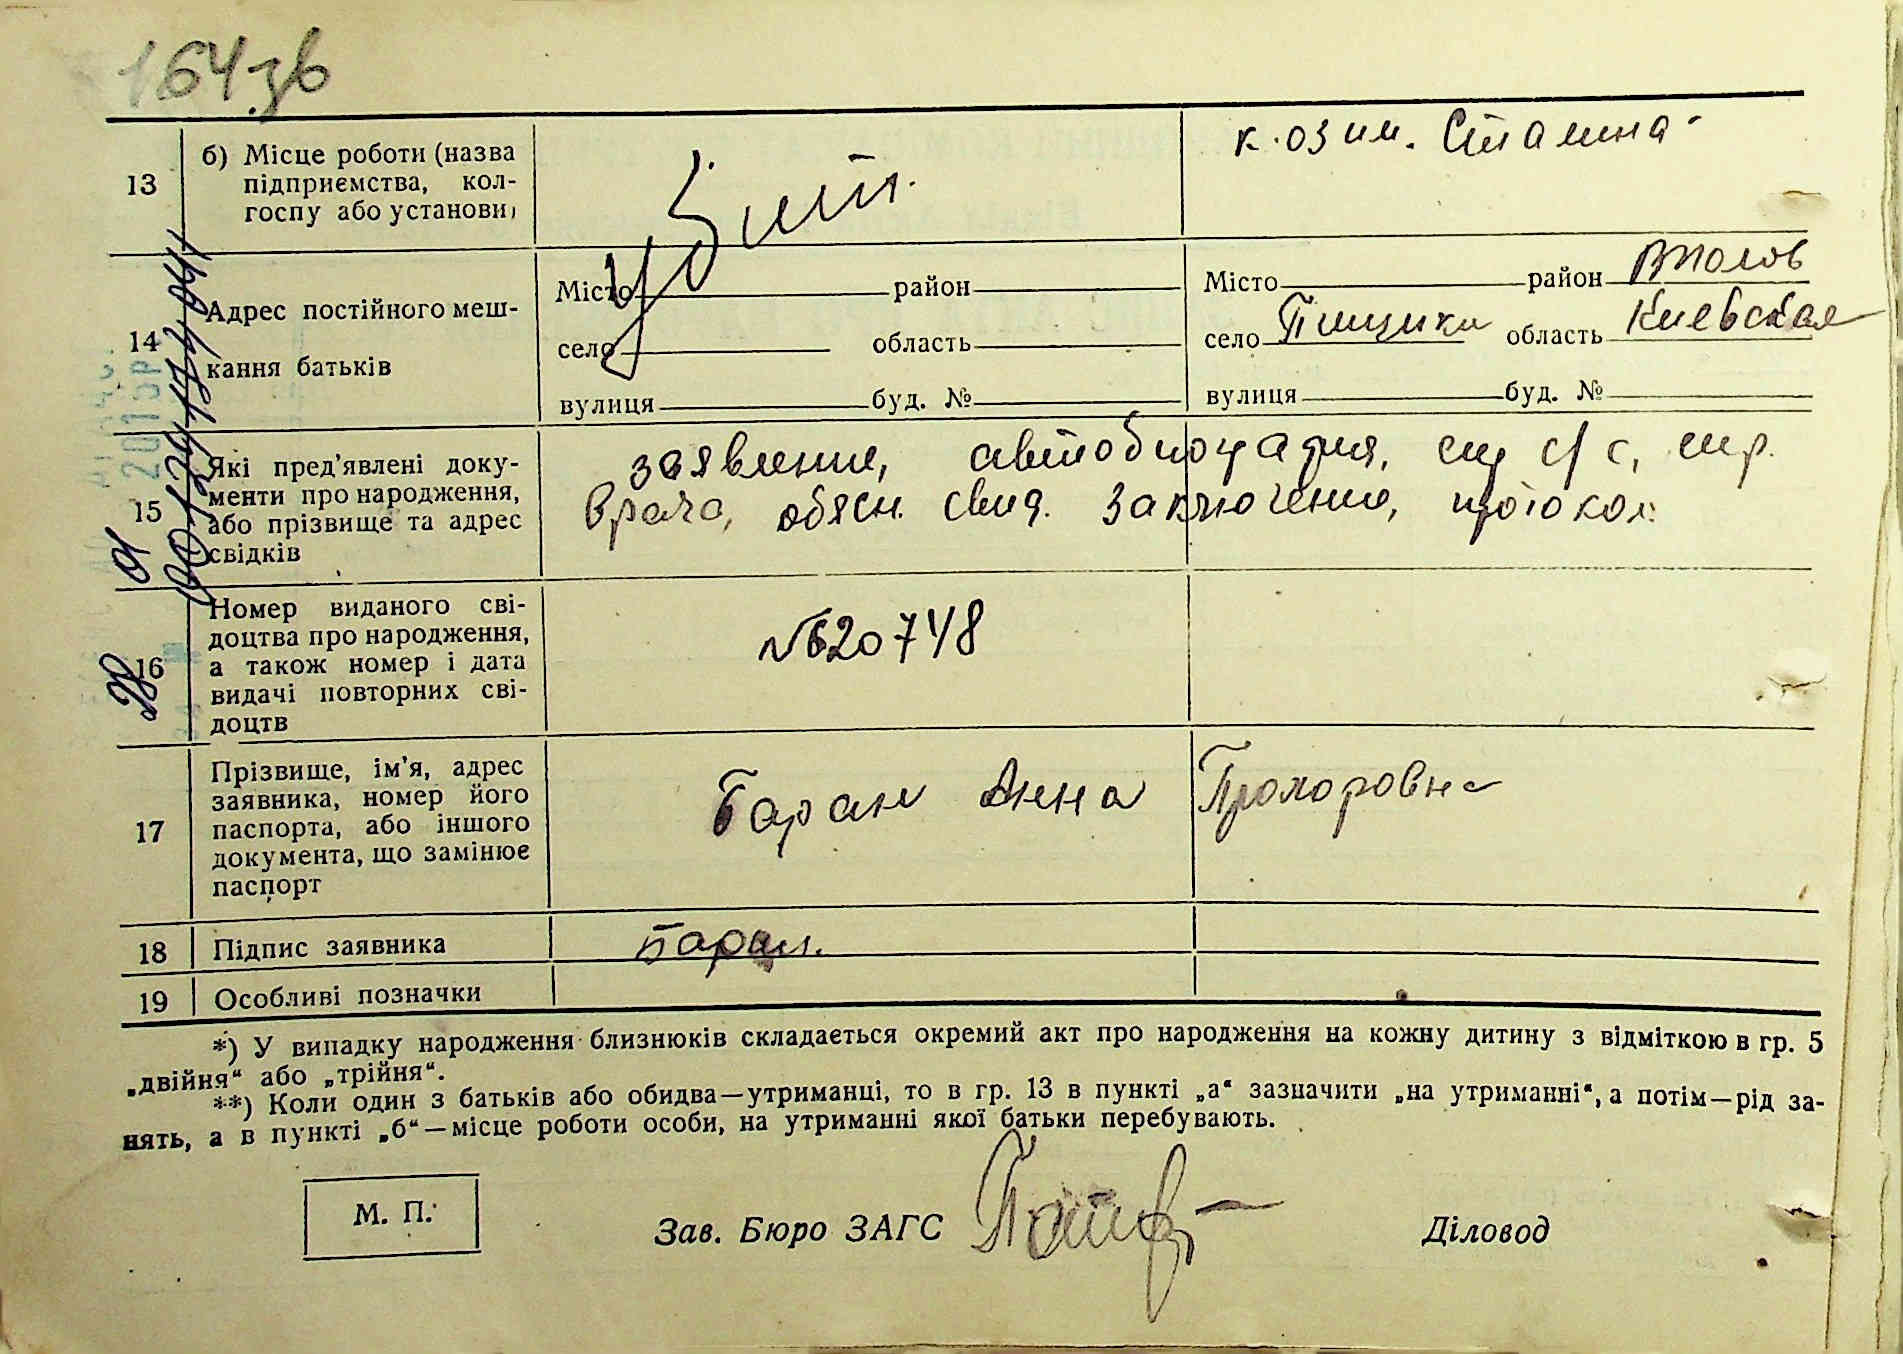 164 зв
13
б) Місце роботи (назва
підприємства, кол-
госпу або установи)
убит.
к.оз им. Сталина
14
Адрес постійного меш-
кання батьків
Місто район
село область
вулиця буд. №
Місто район
село Пищики область Киевская
вулиця буд. №
15
Які пред'явлені доку-
менти про народження,
або прізвище та адрес
свідків
заявление, автобиография, с/с,
врача, обясн. свид. заключение, протокол.
16
Номер виданого сві-
доцтва про народження,
а також номер і дата
видачі повторних сві-
доцтв
№620748
17
Прізвище, ім'я, адрес
заявника, номер його
паспорта, або іншого
документа, що замінює
паспорт
Баран Анна Прохоровна
18 Підпис заявника Баран.
19 Особливі позначки
*) У випадку народження близнюків складається окремий акт про народження на кожну дитину з відміткою в гр. 5
„двійня“ або „трійня“.
**) Коли один з батьків або обидва—утриманці, то в гр. 13 в пункті „а“ зазначити „на утриманні“, а потім—рід за-
нять, а в пункті „б“—місце роботи особи, на утриманні якої батьки перебувають.
М. П.
Зав. Бюро ЗАГС
Діловод